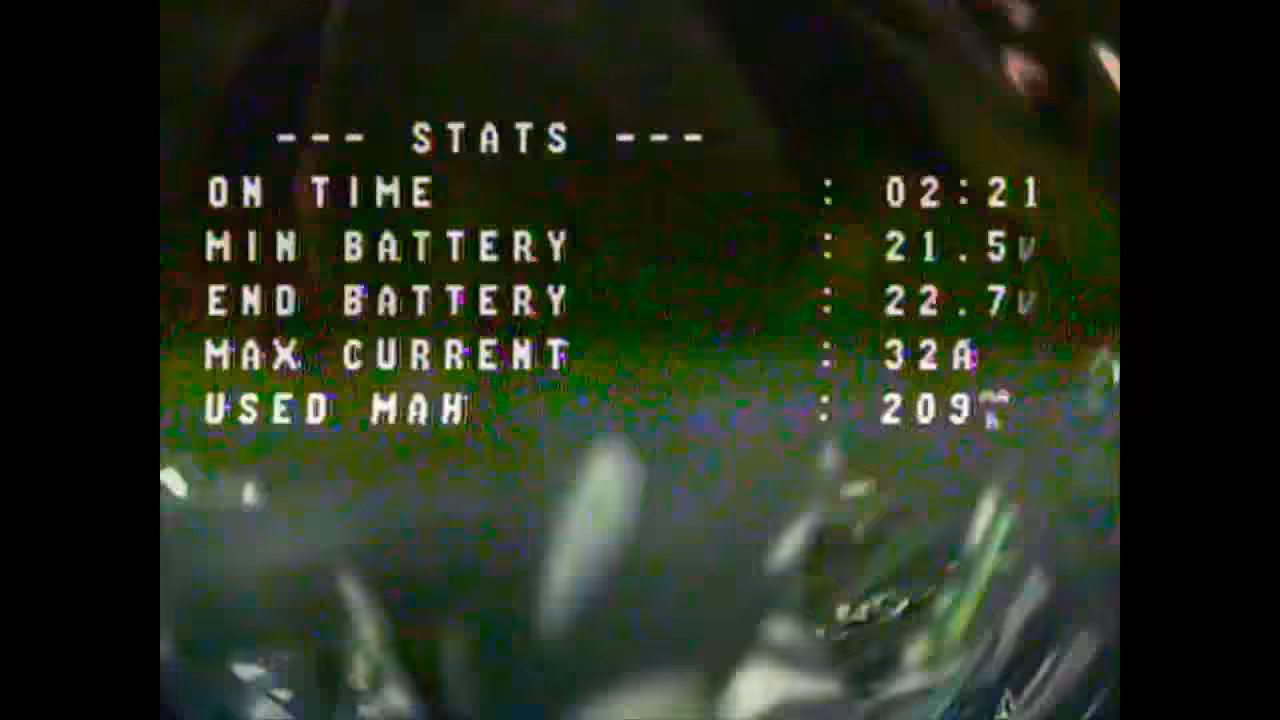 --- STATS ---
ON TIME : 02:21
MIN BATTERY : 21.5V
END BATTERY : 22.7V
MAX CURRENT : 32A
USED MAH : 209